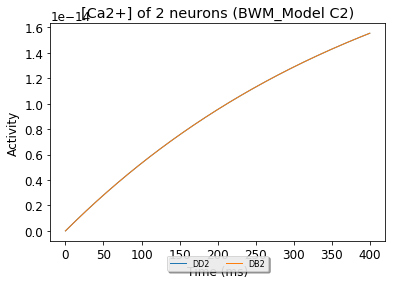 [Ca2+] of 2 neurons (BWM_Model C2)
1e−14
1.6
1.4
1.2
1.0
0.8
0.6
0.4
0.2
0.0
Activity
0 50 100 150 200 250 300 350 400
Time (ms)
DD2 DB2